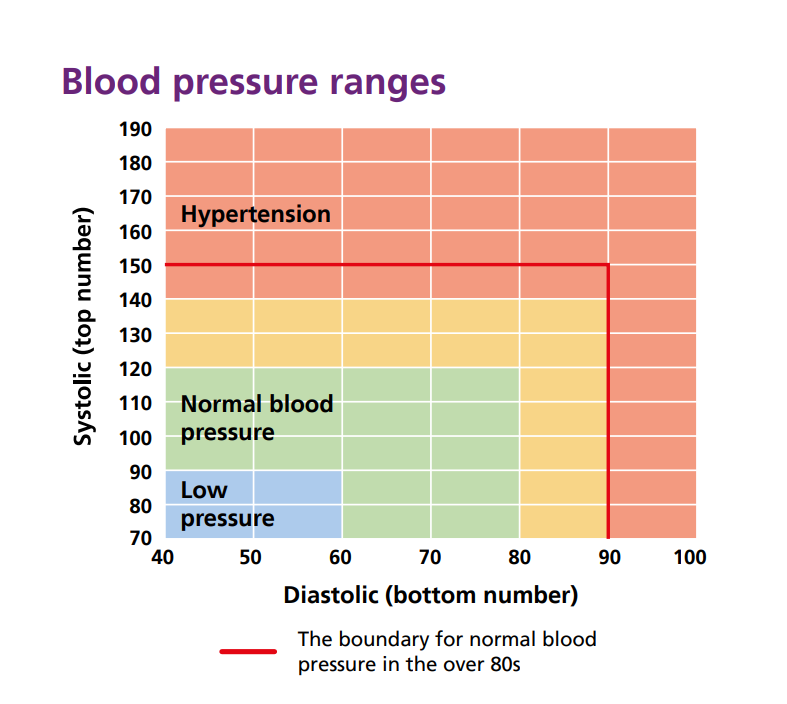 Blood pressure ranges
190
180
170
160
150
140
130
120
110
100
90
80
70
Systolic (top number)
Hypertension
Normal blood
pressure
Low
pressure
40 50 60 70 80 90 100
Diastolic (bottom number)
The boundary for normal blood
pressure in the over 80s